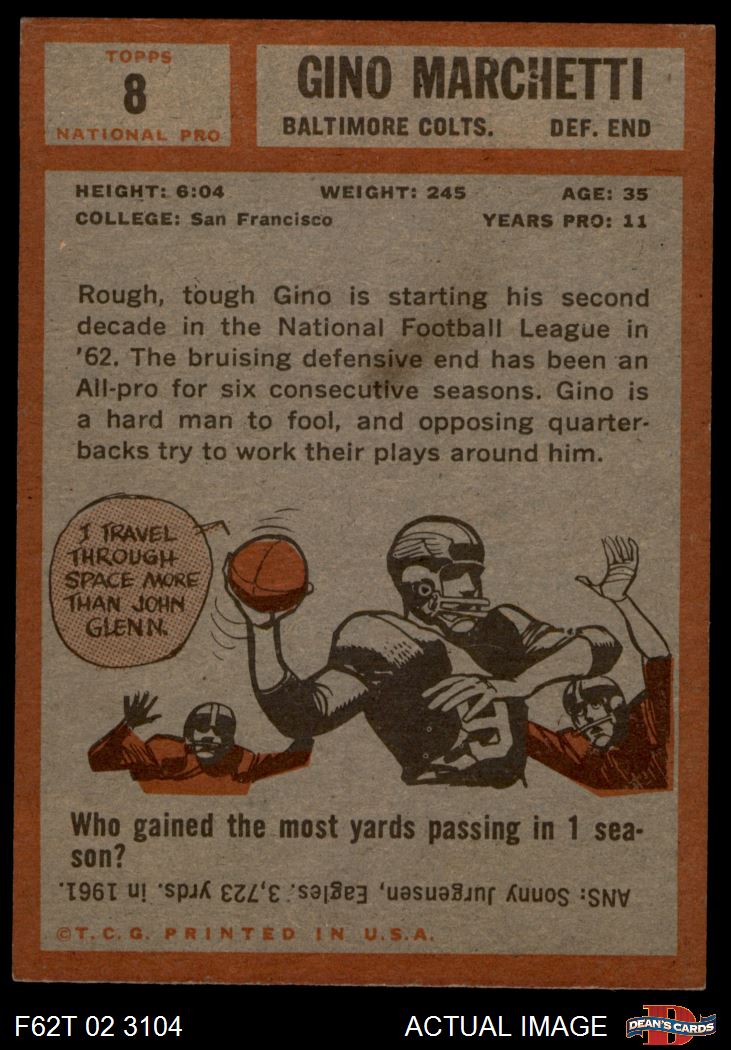 TOPPS
8
NATIONAL PRO
GINO MARCHETTI
BALTIMORE COLTS. DEF. END
HEIGHT: 6:04 WEIGHT: 245 AGE: 35
COLLEGE: San Francisco YEARS PRO: 11
Rough, tough Gino is starting his second
decade in the National Football League in
'62. The bruising defensive end has been an
All-pro for six consecutive seasons. Gino is
a hard man to fool, and opposing quarter-
backs try to work their plays around him.
I TRAVEL
THROUGH
SPACE MORE
THAN JOHN
GLENN.
Who gained the most yards passing in 1 sea-
son?
ANS: Sonny Jurgensen, Eagles. 3,723 yrds. in 1961.
©T.C.G. PRINTED IN U.S.A.
F62T 02 3104 ACTUAL IMAGE
D
DEAN'S CARDS